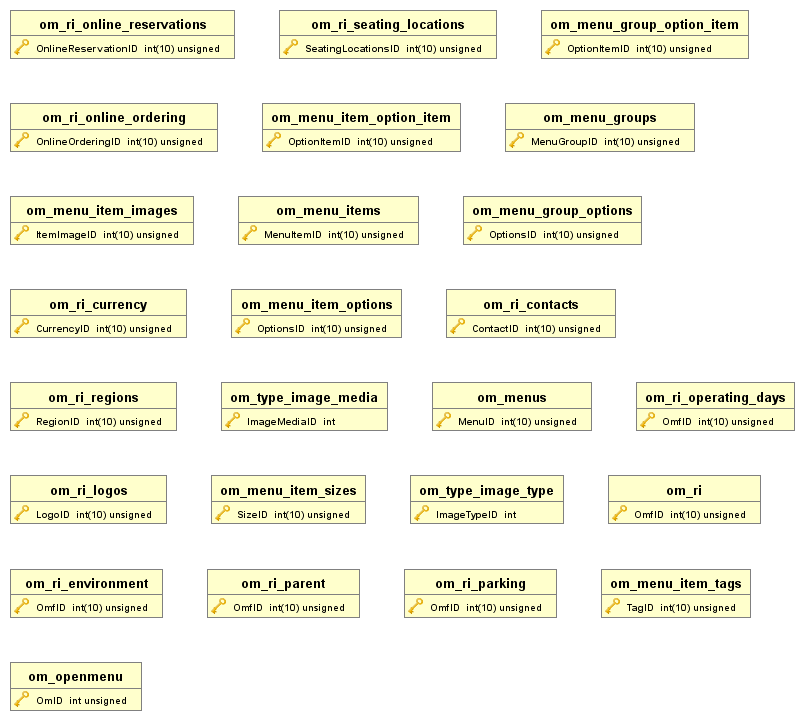 om_ri_online_reservations
OnlineReservationID int(10) unsigned
om_ri_seating_locations
SeatingLocationsID int(10) unsigned
om_menu_group_option_item
OptionItemID int(10) unsigned
om_ri_online_ordering
OnlineOrderingID int(10) unsigned
om_menu_item_option_item
OptionItemID int(10) unsigned
om_menu_groups
MenuGroupID int(10) unsigned
om_menu_item_images
ItemImageID int(10) unsigned
om_menu_items
MenuItemID int(10) unsigned
om_menu_group_options
OptionsID int(10) unsigned
om_ri_currency
CurrencyID int(10) unsigned
om_menu_item_options
OptionsID int(10) unsigned
om_ri_contacts
ContactID int(10) unsigned
om_ri_regions
RegionID int(10) unsigned
om_type_image_media
ImageMediaID int
om_menus
MenuID int(10) unsigned
om_ri_operating_days
OmfID int(10) unsigned
om_ri_logos
LogoID int(10) unsigned
om_menu_item_sizes
SizeID int(10) unsigned
om_type_image_type
ImageTypeID int
om_ri
OmfID int(10) unsigned
om_ri_environment
OmfID int(10) unsigned
om_ri_parent
OmfID int(10) unsigned
om_ri_parking
OmfID int(10) unsigned
om_menu_item_tags
TagID int(10) unsigned
om_openmenu
OmID int unsigned